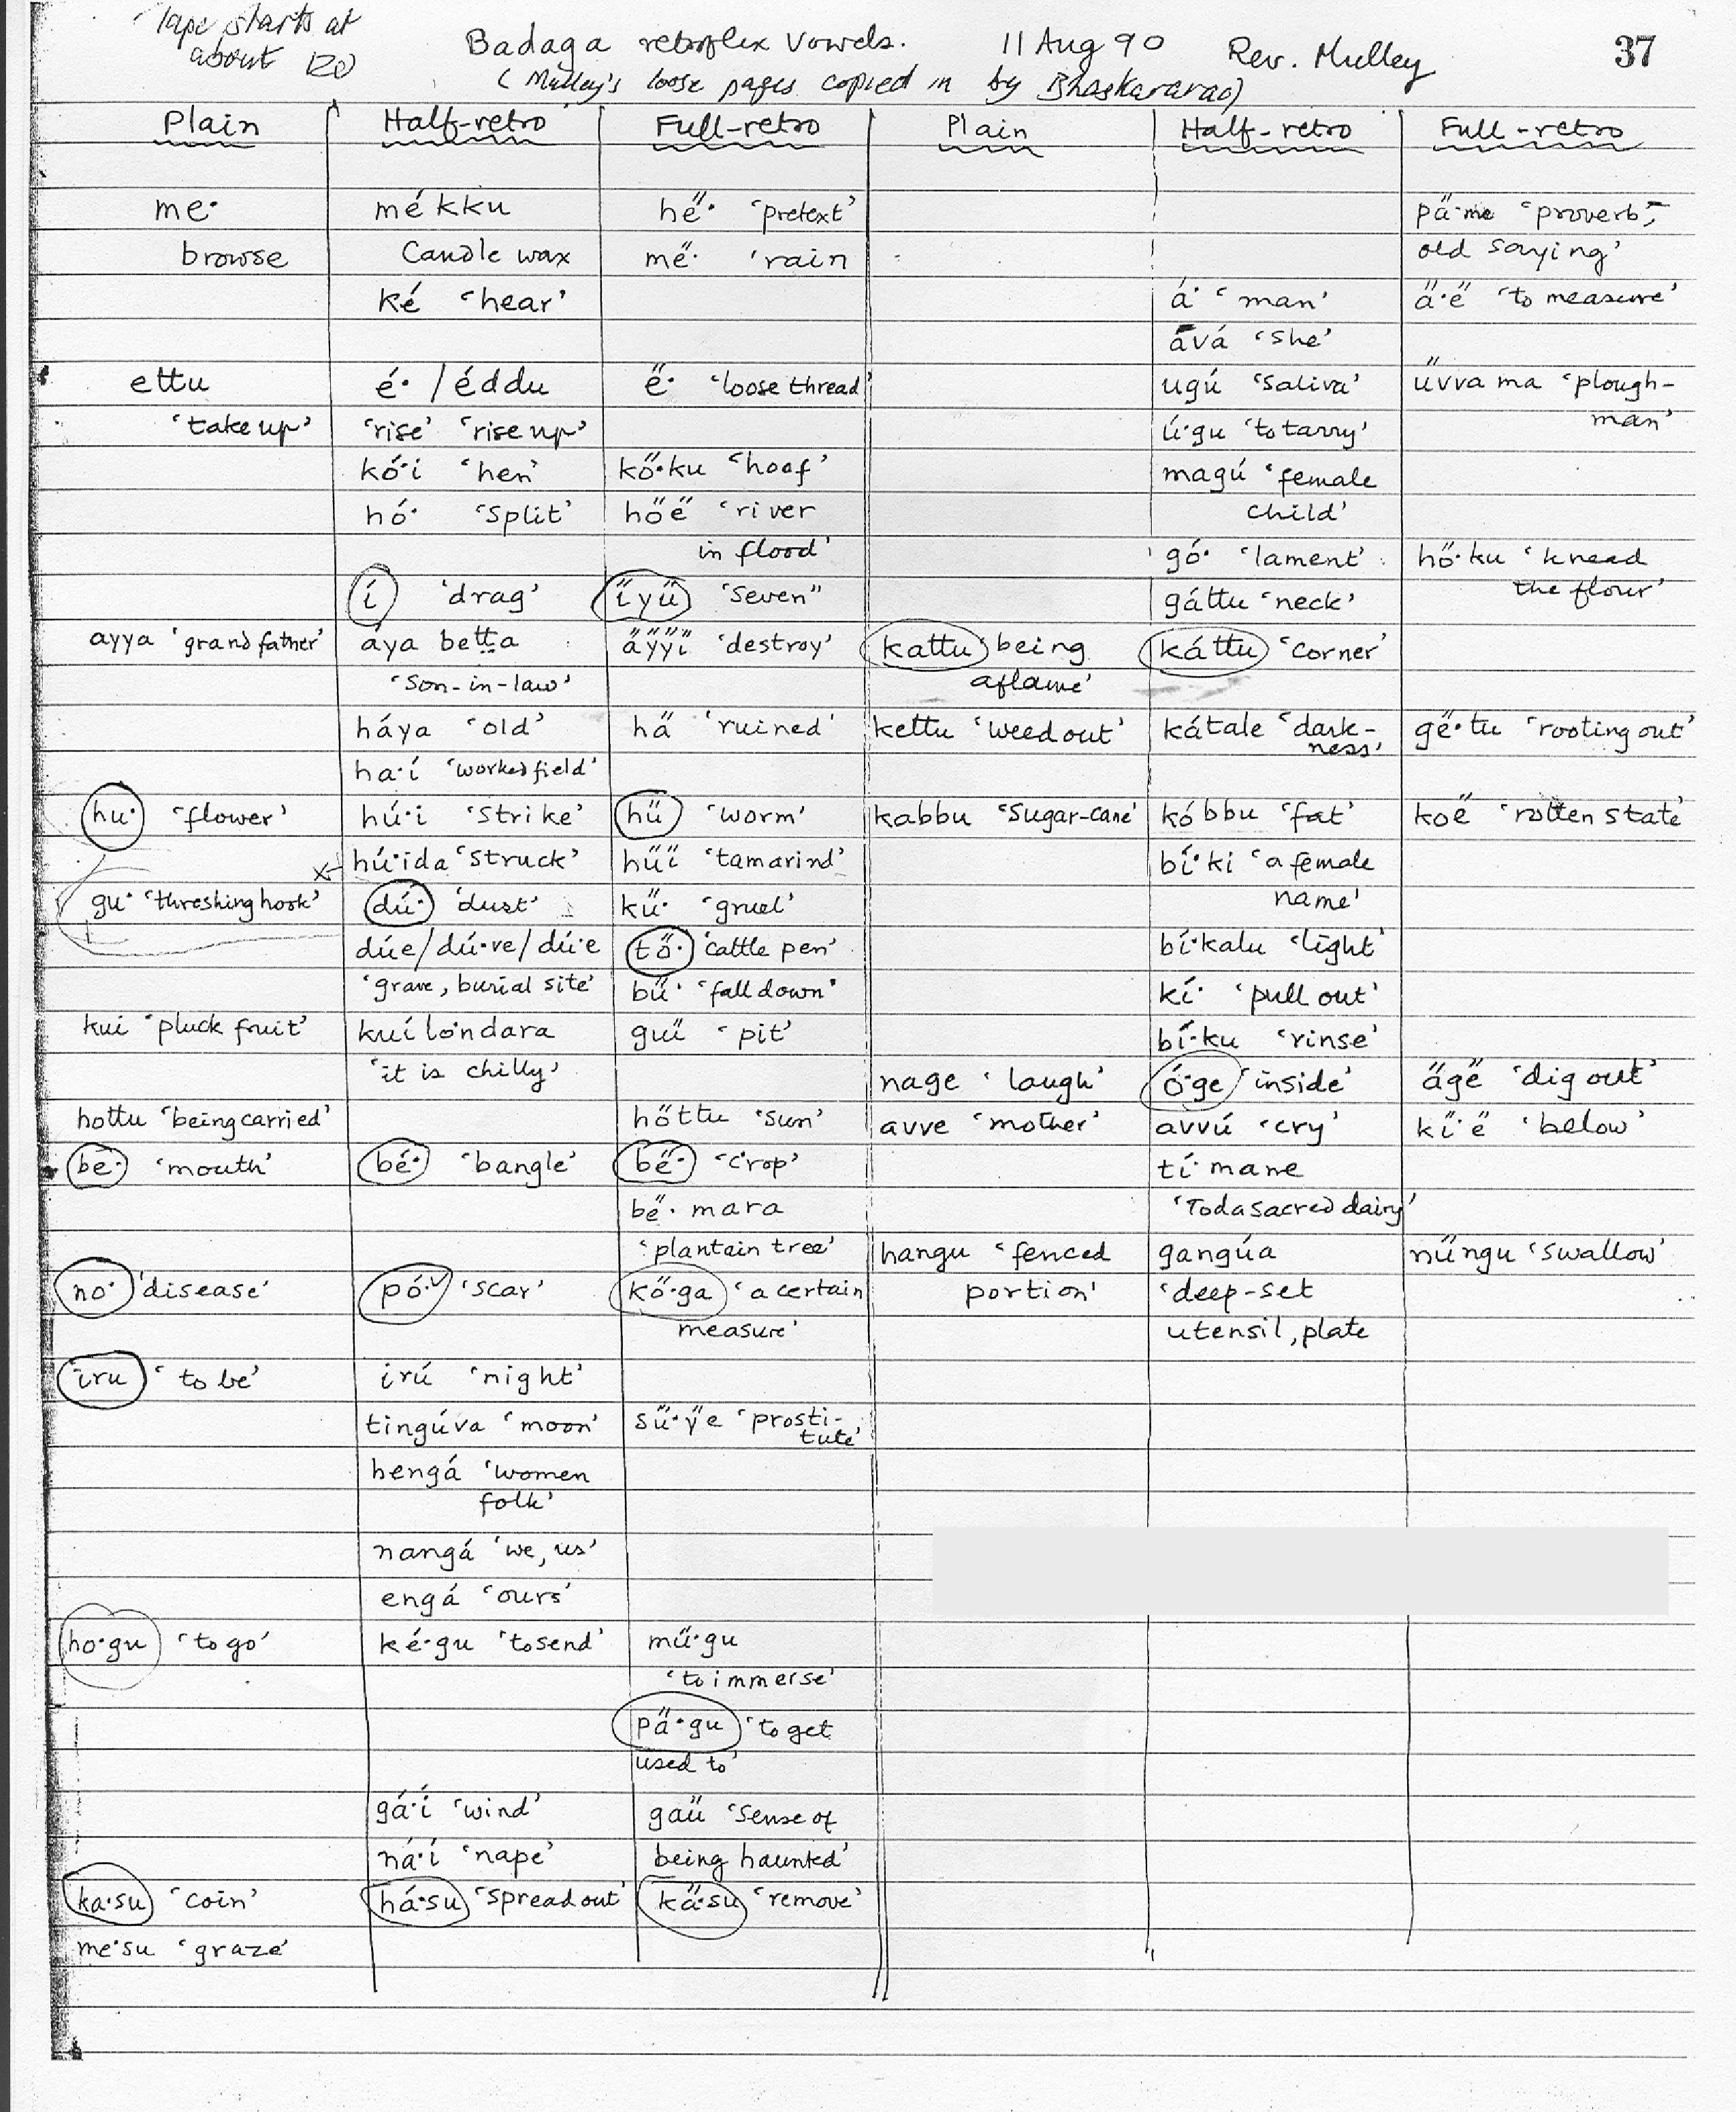 Tape starts at
about 120
Badaga retroflex vowels. 11 Aug 90 Rev. Mulley 37
(Mulley's loose pages copied in by Bhaskararao)
Plain Half-retro Full-retro Plain Half-retro Full-retro
me· mékku hé̋· 'pretext' pa̋·me 'proverb,
browse Candle wax me̋· 'rain old saying'
ké 'hear' á· 'man' a̋·e̋ 'to measure'
ává 'she'
ettu é· / éddu e̋· 'loose thread' ugú 'saliva' űvva ma 'plough-
'take up' 'rise' 'rise up' ú·gu 'to tarry' man'
kó·i 'hen' kő·ku 'hoof' magú 'female
hó· 'split' hőe̋ 'river child'
in flood' gó· 'lament' hő·ku 'knead
í 'drag' i̋yű 'seven" gáttu 'neck' the flour'
ayya 'grandfather' áya betta a̋y̋y̋i̋ 'destroy' kattu 'being káttu 'corner'
'Son-in-law' aflame'
háya 'old' ha̋ 'ruined' kettu 'weed out' kátale 'dark- ge̋·tu 'rooting out'
ness'
ha·í 'worked field'
hu· 'flower' hú·i 'strike' hű 'worm' kabbu 'sugar-cane' kóbbu 'fat' koe̋ 'rotten state'
x hú·ida 'struck' hűi̋ 'tamarind' bí·ki 'a female
gu· 'threshing hook' dú· 'dust' kű· 'gruel' name'
dúe/dú·ve/dú·e tő· 'cattle pen' bí·kalu 'light'
'grave, burial site' bű· 'fall down' kí· 'pull out'
kui 'pluck fruit' kuílo·ndara gui̋ 'pit' bí·ku 'rinse'
'it is chilly' nage 'laugh' ó·ge 'inside' a̋ge̋ 'dig out'
hottu 'being carried' hőttu 'sun' avve 'mother' avvú 'cry' ki̋·e̋ 'below'
be· 'mouth' bé· 'bangle' be̋· 'crop' tí·mane
be̋· mara 'Toda sacred dairy'
'plantain tree' hangu 'fenced gangúa nűngu 'swallow'
no· 'disease' pó· 'scar' kő·ga 'a certain portion' 'deep-set
measure' utensil, plate
iru 'to be' irú 'night'
tingúva 'moon' sű·y̋e 'prosti-
tute'
hengá 'women
folk'
nangá 'we, us'
engá 'ours'
ho·gu 'to go' ké·gu 'to send' mű·gu
'to immerse'
pa̋·gu 'to get
used to'
gá·í 'wind' gaű 'sense of
ná·í 'nape' being haunted'
ka·su 'coin' há·su 'spread out' ka̋·su 'remove'
me·su 'graze'